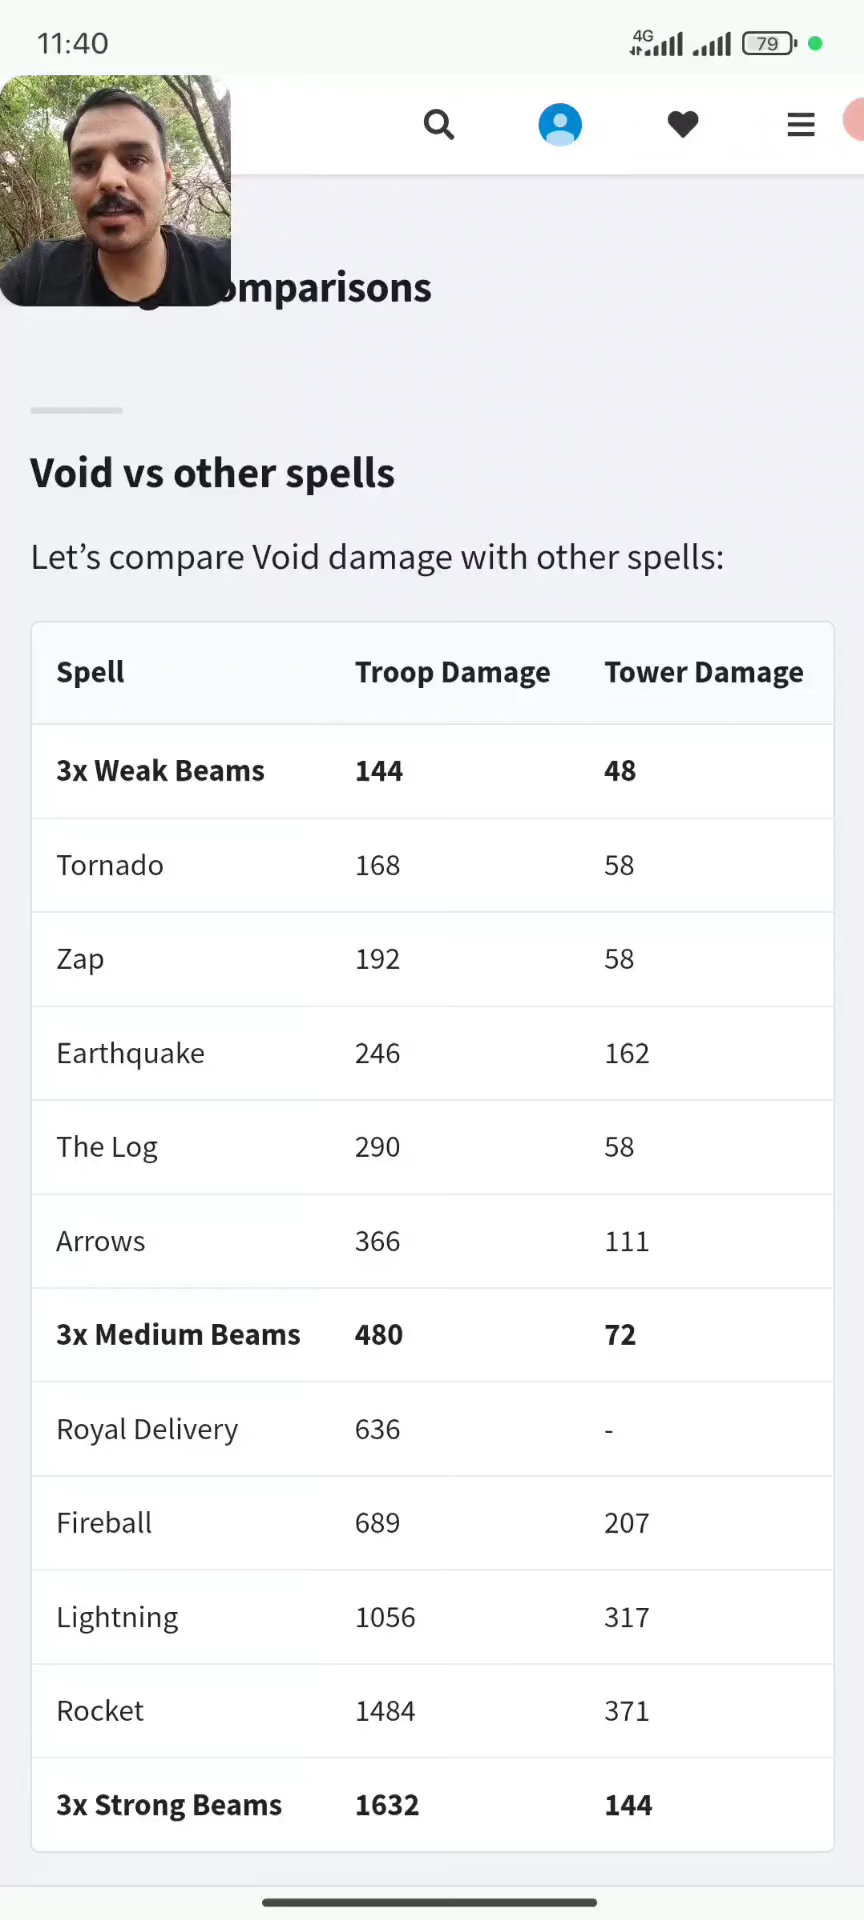 11:40
4G
79
omparisons
Void vs other spells
Let’s compare Void damage with other spells:
Spell Troop Damage Tower Damage
3x Weak Beams 144 48
Tornado 168 58
Zap 192 58
Earthquake 246 162
The Log 290 58
Arrows 366 111
3x Medium Beams 480 72
Royal Delivery 636 -
Fireball 689 207
Lightning 1056 317
Rocket 1484 371
3x Strong Beams 1632 144